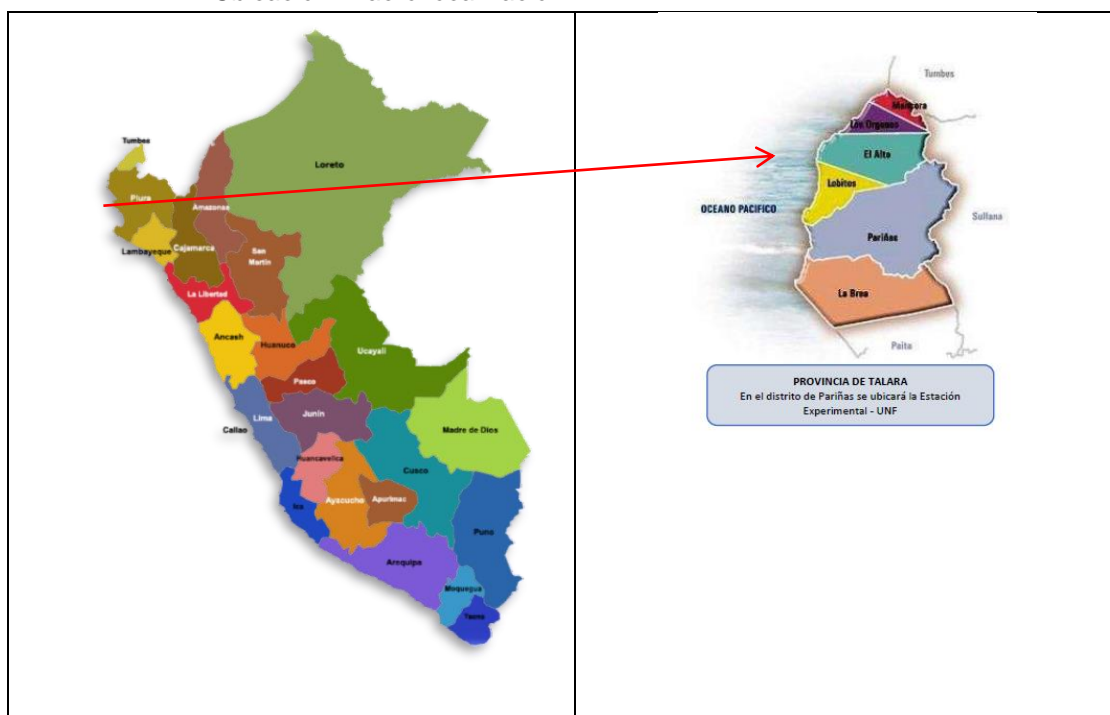 Tumbes
Piura
Loreto
Amazonas
Lambayeque
Cajamarca
San
Martín
La Libertad
Ancash
Huanuco
Ucayali
Pasco
Junín
Lima
Callao
Madre de Dios
Huancavelica
Cusco
Ica
Ayacucho
Apurimac
Puno
Arequipa
Moquegua
Tacna
Tumbes
Mancora
Los Organos
El Alto
Lobitos
OCEANO PACIFICO
Sullana
Pariñas
La Brea
Paita
PROVINCIA DE TALARA
En el distrito de Pariñas se ubicará la Estación
Experimental - UNF